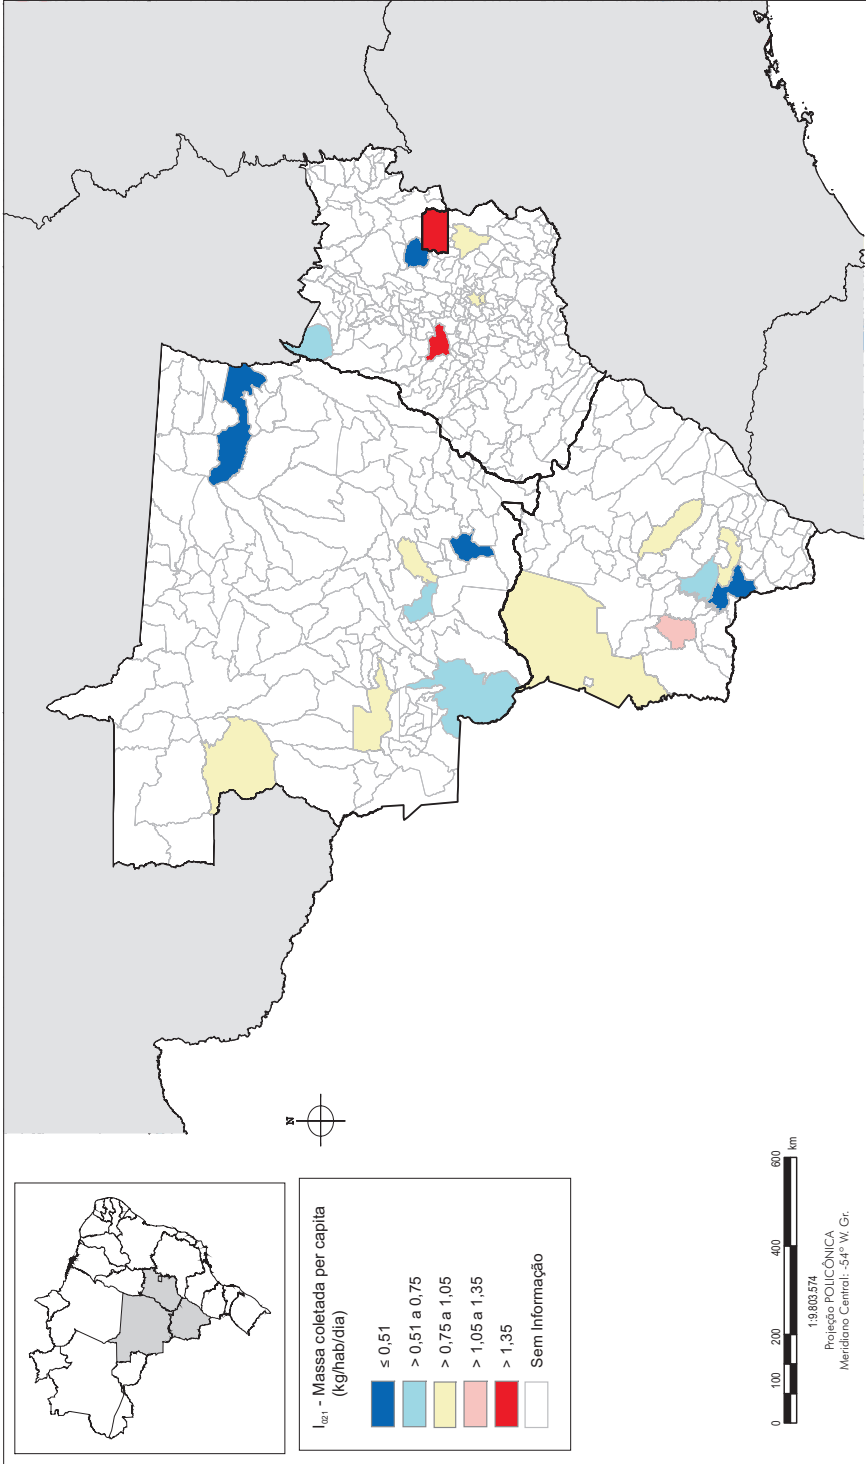 N
I₀₂₁ - Massa coletada per capita
(kg/hab/dia)
≤ 0,51
> 0,51 a 0,75
> 0,75 a 1,05
> 1,05 a 1,35
> 1,35
Sem Informação
0 100 200 400 600
km
1:9.803.574
Projeção POLICÔNICA
Meridiano Central: -54° W. Gr.